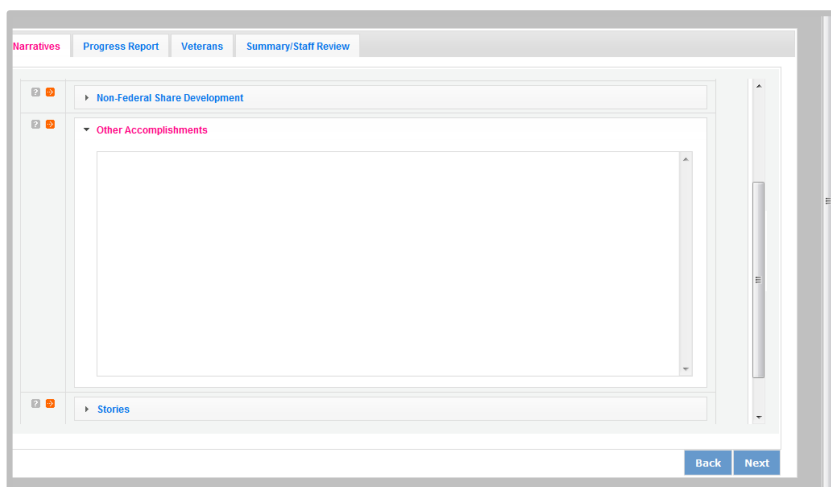 Narratives Progress Report Veterans Summary/Staff Review
? Non-Federal Share Development
? Other Accomplishments
? Stories
Back Next